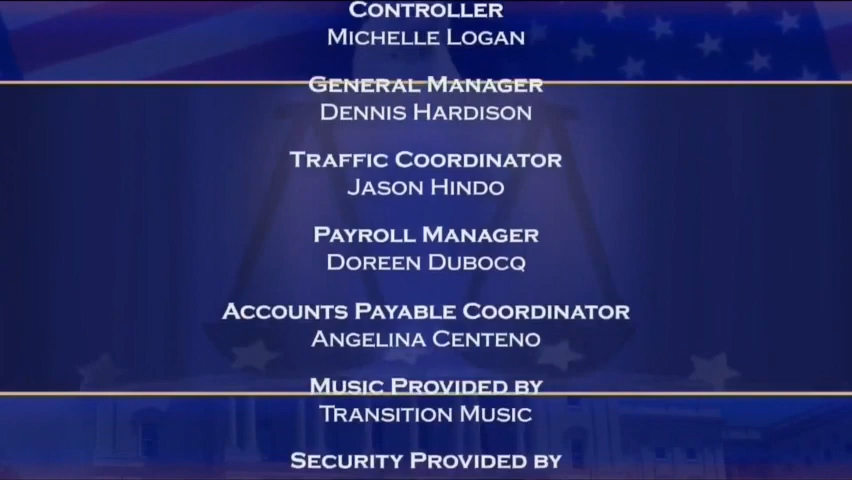 CONTROLLER
MICHELLE LOGAN
GENERAL MANAGER
DENNIS HARDISON
TRAFFIC COORDINATOR
JASON HINDO
PAYROLL MANAGER
DOREEN DUBOCQ
ACCOUNTS PAYABLE COORDINATOR
ANGELINA CENTENO
MUSIC PROVIDED BY
TRANSITION MUSIC
SECURITY PROVIDED BY